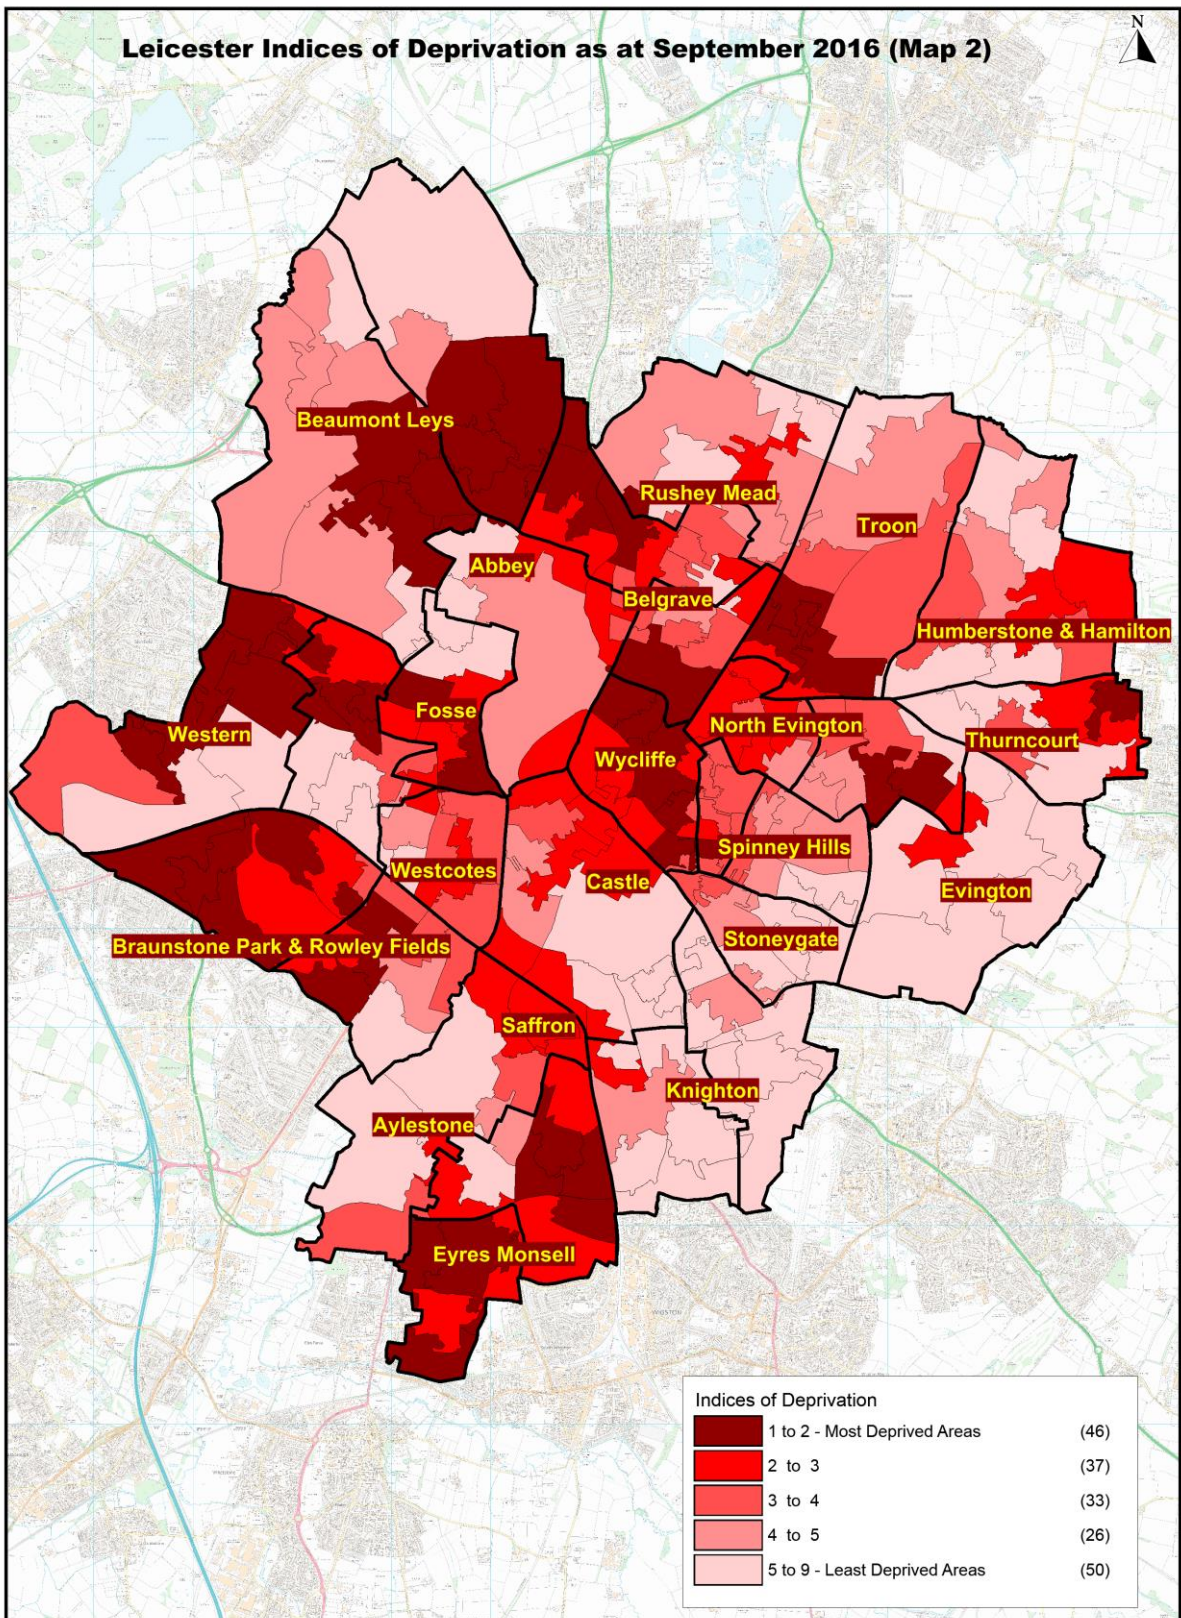 Leicester Indices of Deprivation as at September 2016 (Map 2)
N
Beaumont Leys
Rushey Mead
Troon
Abbey
Belgrave
Humberstone & Hamilton
Fosse
North Evington
Western
Thurncourt
Wycliffe
Spinney Hills
Westcotes
Castle
Evington
Stoneygate
Braunstone Park & Rowley Fields
Saffron
Knighton
Aylestone
Eyres Monsell
Indices of Deprivation
1 to 2 - Most Deprived Areas (46)
2 to 3 (37)
3 to 4 (33)
4 to 5 (26)
5 to 9 - Least Deprived Areas (50)